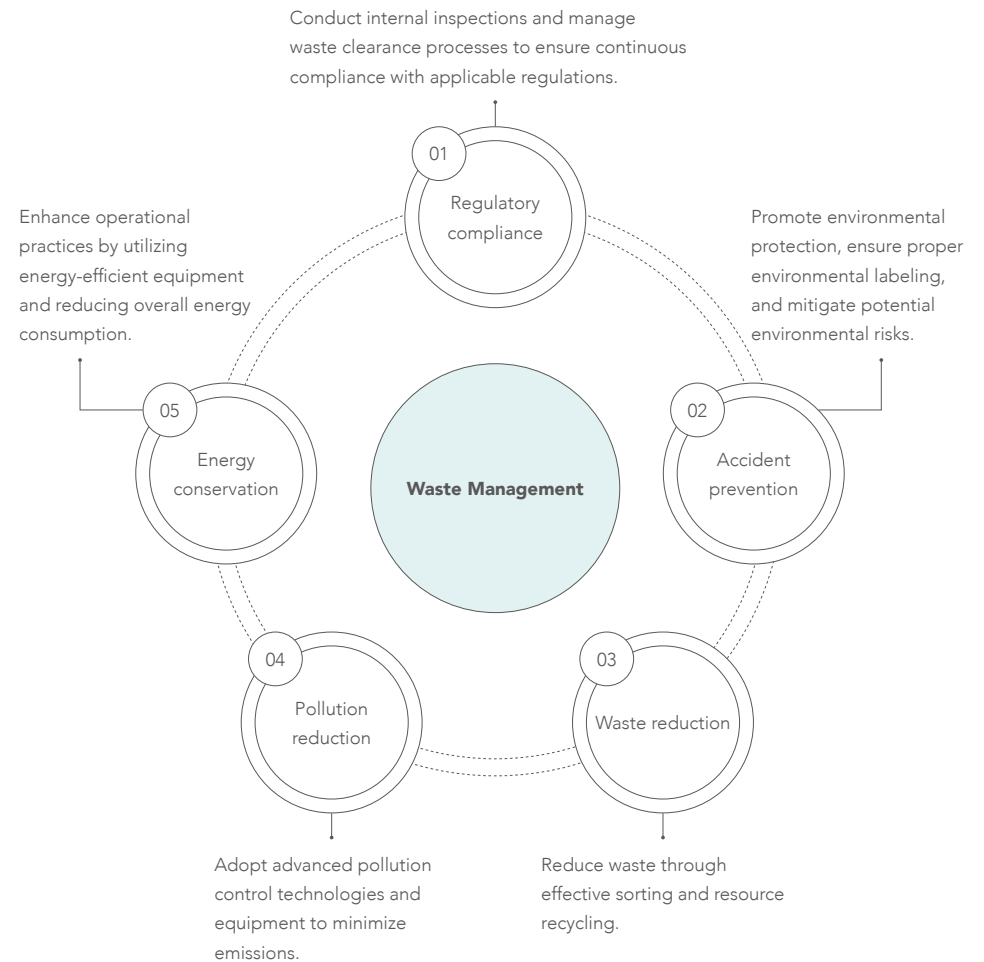 Conduct internal inspections and manage
waste clearance processes to ensure continuous
compliance with applicable regulations.
01
Regulatory
compliance
Promote environmental
protection, ensure proper
environmental labeling,
and mitigate potential
environmental risks.
02
Accident
prevention
03
Waste reduction
Reduce waste through
effective sorting and resource
recycling.
04
Pollution
reduction
Adopt advanced pollution
control technologies and
equipment to minimize
emissions.
Enhance operational
practices by utilizing
energy-efficient equipment
and reducing overall energy
consumption.
05
Energy
conservation
Waste Management